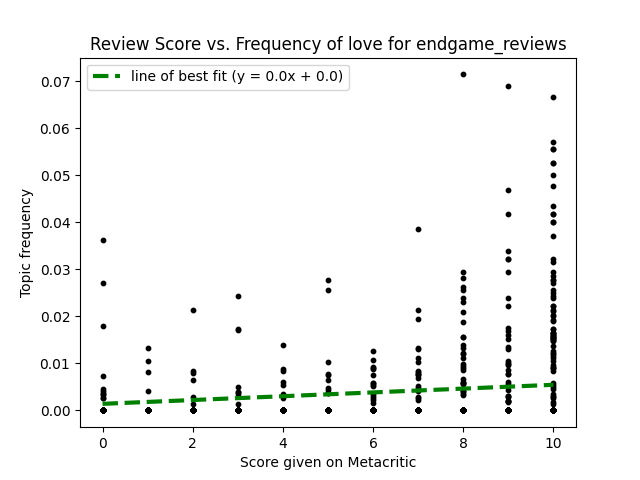 Review Score vs. Frequency of love for endgame_reviews
line of best fit (y = 0.0x + 0.0)
0.07
0.06
0.05
0.04
0.03
0.02
0.01
0.00
Topic frequency
0 2 4 6 8 10
Score given on Metacritic